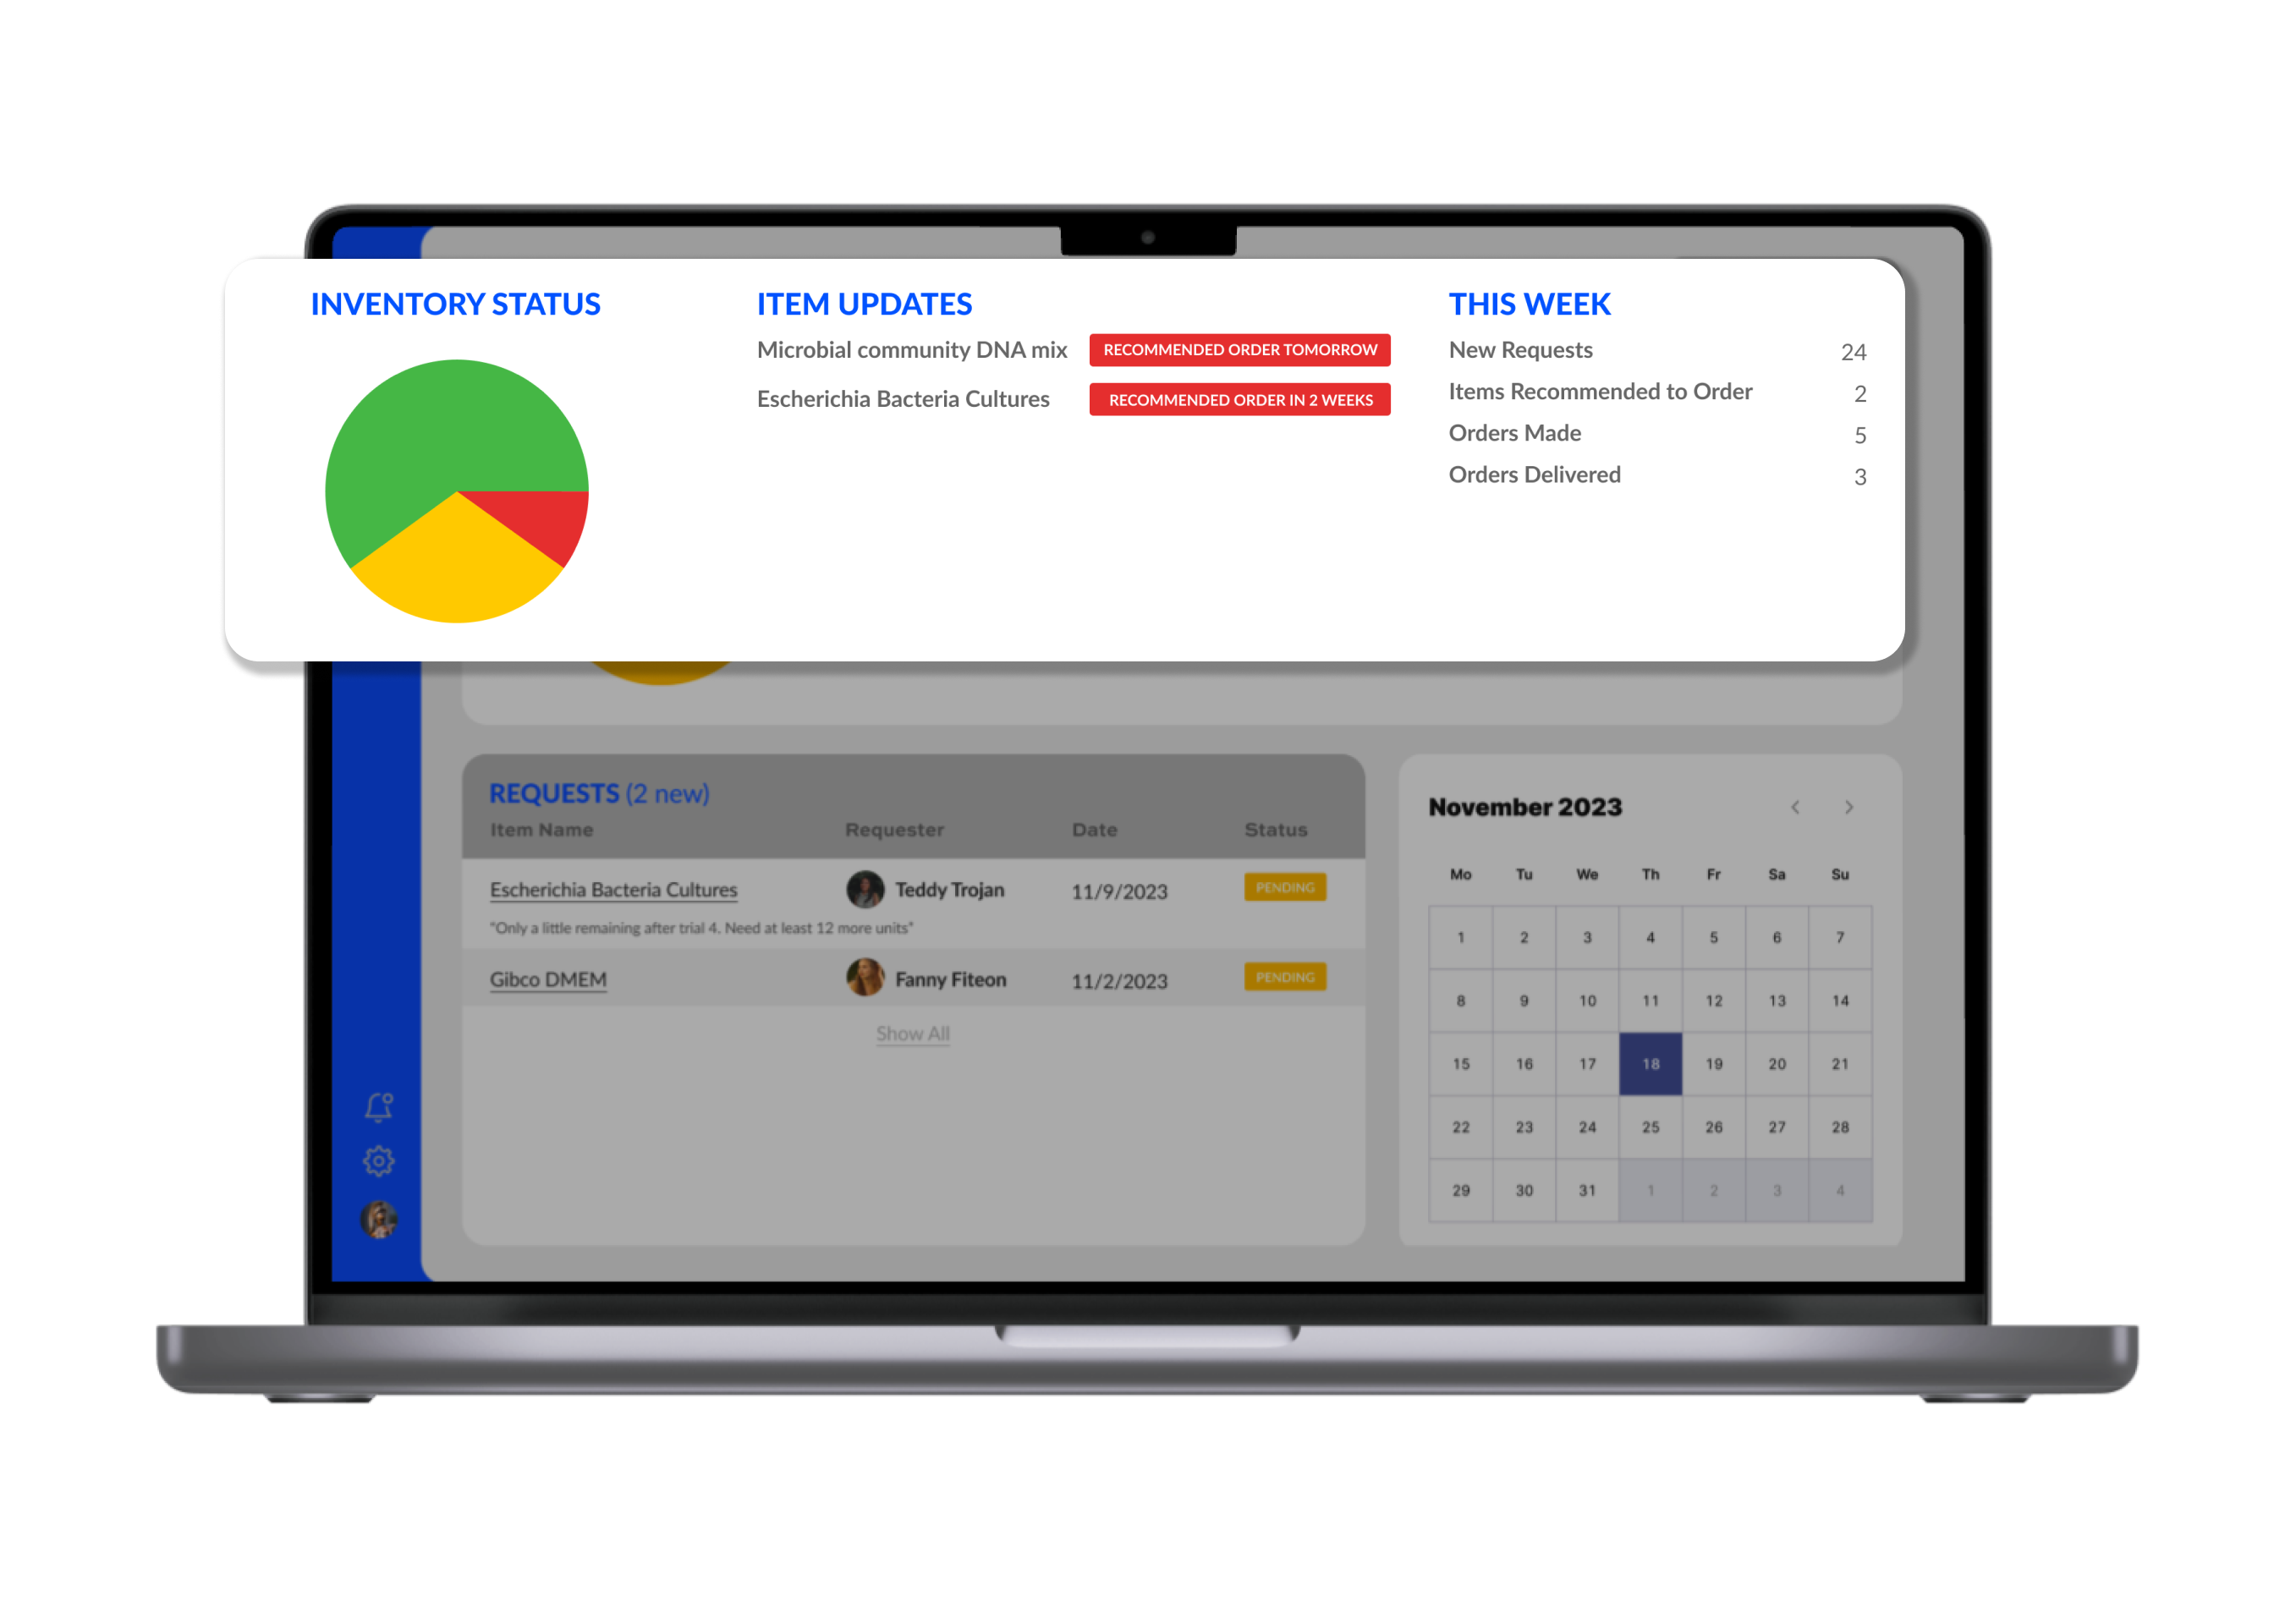 INVENTORY STATUS
ITEM UPDATES
Microbial community DNA mix RECOMMENDED ORDER TOMORROW
Escherichia Bacteria Cultures RECOMMENDED ORDER IN 2 WEEKS
THIS WEEK
New Requests 24
Items Recommended to Order 2
Orders Made 5
Orders Delivered 3
REQUESTS (2 new)
Item Name Requester Date Status
Escherichia Bacteria Cultures Teddy Trojan 11/9/2023 PENDING
"Only a little remaining after trial 4. Need at least 12 more units"
Gibco DMEM Fanny Fiteon 11/2/2023 PENDING
Show All
November 2023
Mo Tu We Th Fr Sa Su
1 2 3 4 5 6 7
8 9 10 11 12 13 14
15 16 17 18 19 20 21
22 23 24 25 26 27 28
29 30 31 1 2 3 4